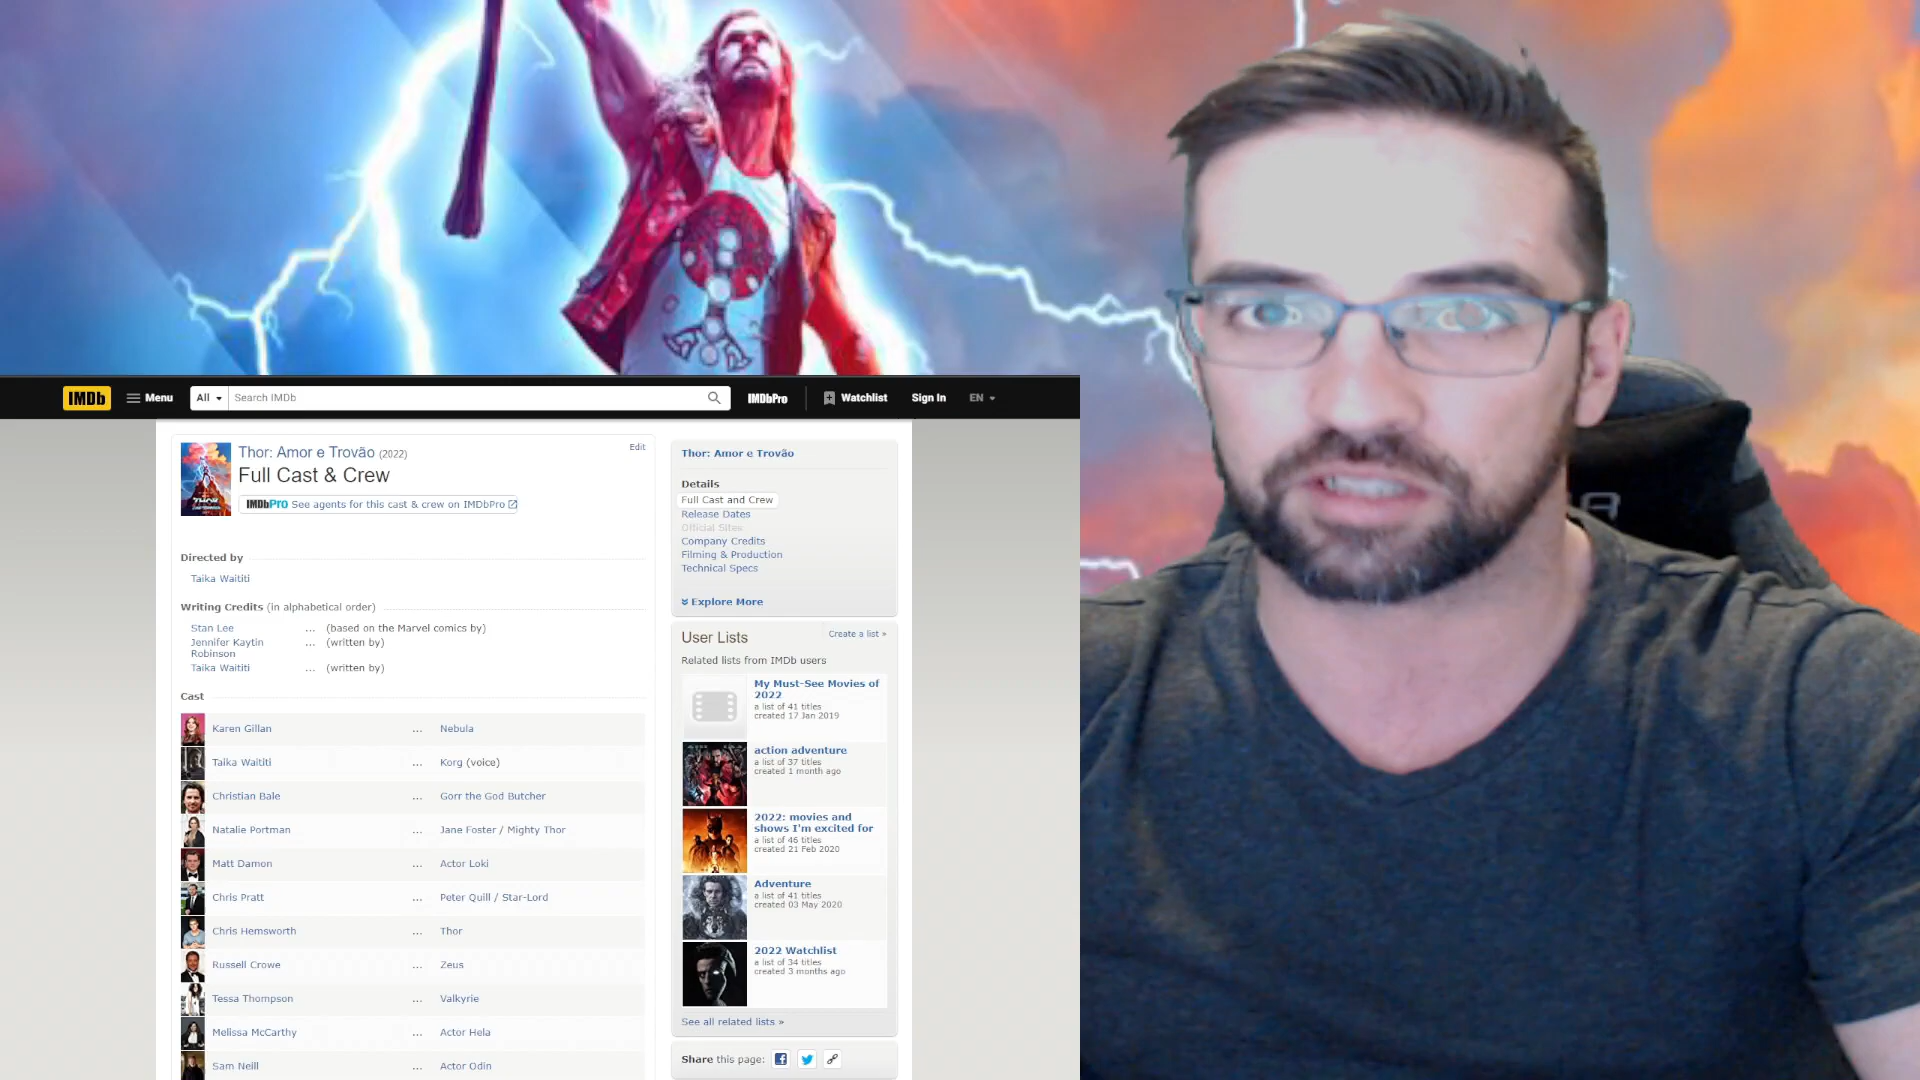 IMDb Menu All Search IMDb IMDbPro Watchlist Sign In EN
Thor: Amor e Trovão (2022) Edit
Full Cast & Crew
IMDbPro See agents for this cast & crew on IMDbPro
Directed by
Taika Waititi
Writing Credits (in alphabetical order)
Stan Lee ... (based on the Marvel comics by)
Jennifer Kaytin ... (written by)
Robinson
Taika Waititi ... (written by)
Cast
Karen Gillan ... Nebula
Taika Waititi ... Korg (voice)
Christian Bale ... Gorr the God Butcher
Natalie Portman ... Jane Foster / Mighty Thor
Matt Damon ... Actor Loki
Chris Pratt ... Peter Quill / Star-Lord
Chris Hemsworth ... Thor
Russell Crowe ... Zeus
Tessa Thompson ... Valkyrie
Melissa McCarthy ... Actor Hela
Sam Neill ... Actor Odin
Thor: Amor e Trovão
Details
Full Cast and Crew
Release Dates
Official Sites
Company Credits
Filming & Production
Technical Specs
Explore More
User Lists Create a list »
Related lists from IMDb users
My Must-See Movies of
2022
a list of 41 titles
created 17 Jan 2019
action adventure
a list of 37 titles
created 1 month ago
2022: movies and
shows I'm excited for
a list of 46 titles
created 21 Feb 2020
Adventure
a list of 41 titles
created 03 May 2020
2022 Watchlist
a list of 34 titles
created 3 months ago
See all related lists »
Share this page: